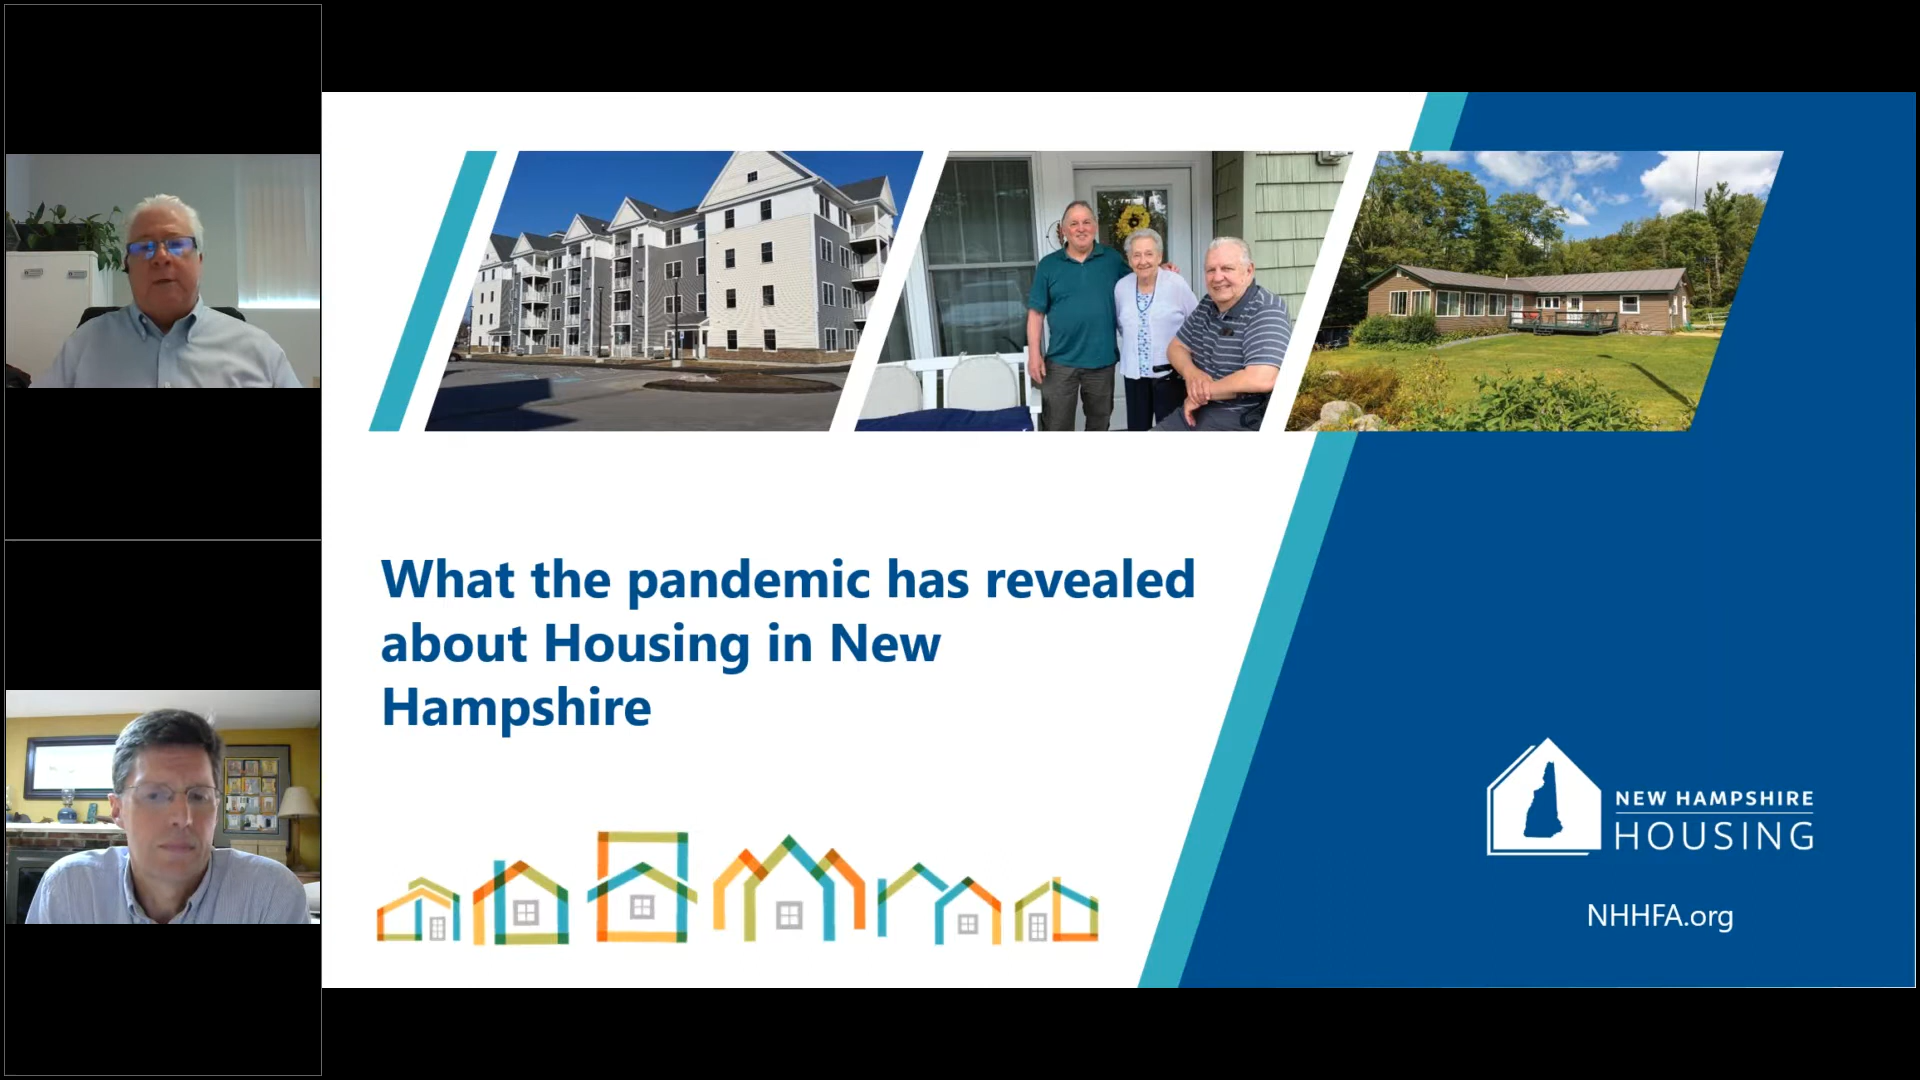 What the pandemic has revealed
about Housing in New
Hampshire
NEW HAMPSHIRE
HOUSING
NHHFA.org